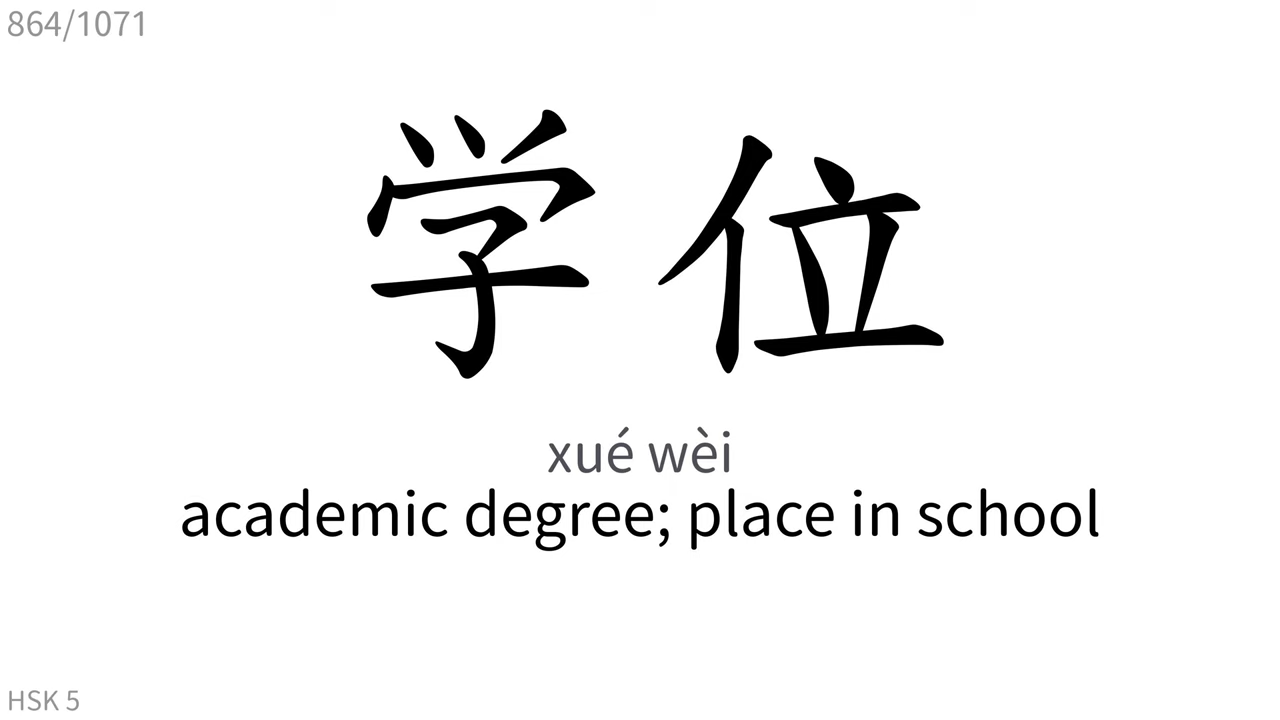 864/1071
学位
xué wèi
academic degree; place in school
HSK 5